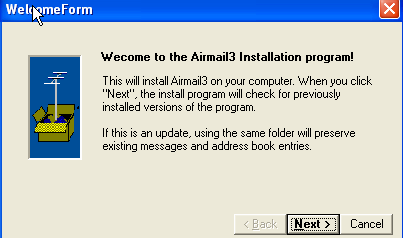 WelcomeForm
Wecome to the Airmail3 Installation program!
This will install Airmail3 on your computer. When you click
"Next", the install program will check for previously
installed versions of the program.
If this is an update, using the same folder will preserve
existing messages and address book entries.
< Back
Next >
Cancel